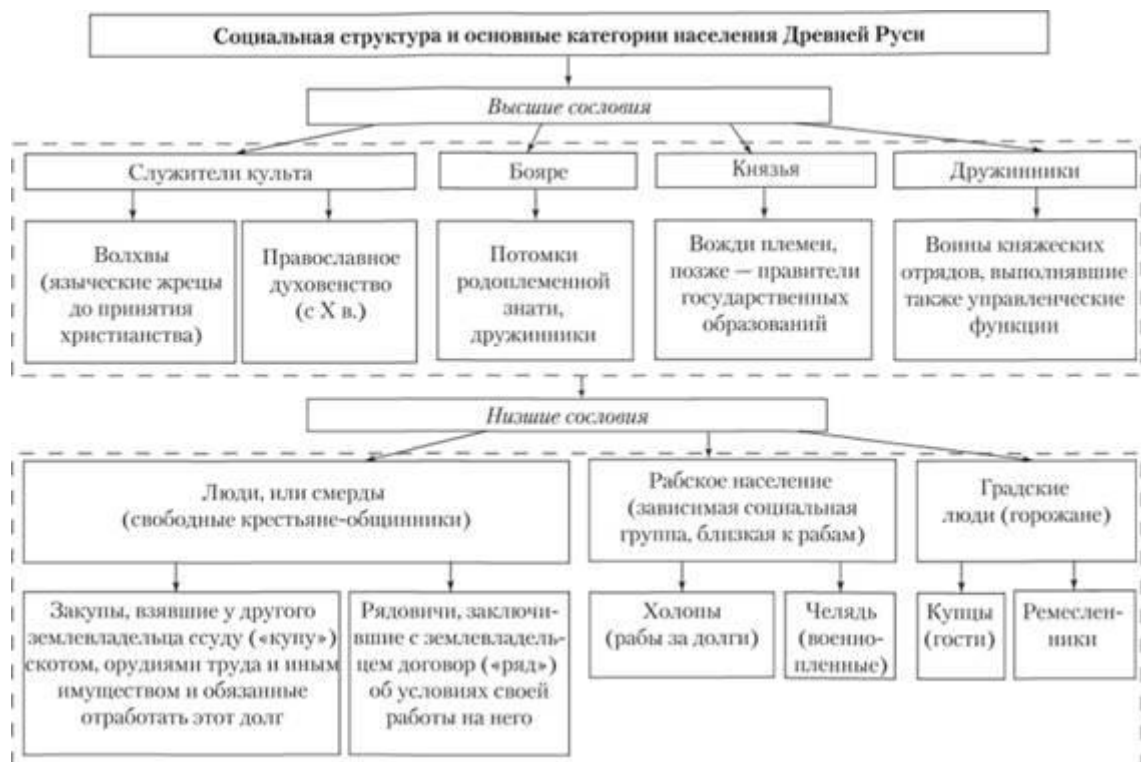 Социальная структура и основные категории населения Древней Руси
Высшие сословия
Служители культа
Бояре
Князья
Дружинники
Волхвы
(языческие жрецы
до принятия
христианства)
Православное
духовенство
(с X в.)
Потомки
родоплеменной
знати,
дружинники
Вожди племен,
позже — правители
государственных
образований
Воины княжеских
отрядов, выполнявшие
также управленческие
функции
Низшие сословия
Люди, или смерды
(свободные крестьяне-общинники)
Рабское население
(зависимая социальная
группа, близкая к рабам)
Градские
люди (горожане)
Закупы, взявшие у другого
землевладельца ссуду («купу»)
скотом, орудиями труда и иным
имуществом и обязанные
отработать этот долг
Рядовичи, заключи-
вшие с землевладель-
цем договор («ряд»)
об условиях своей
работы на него
Холопы
(рабы за долги)
Челядь
(военно-
пленные)
Купцы
(гости)
Ремеслен-
ники